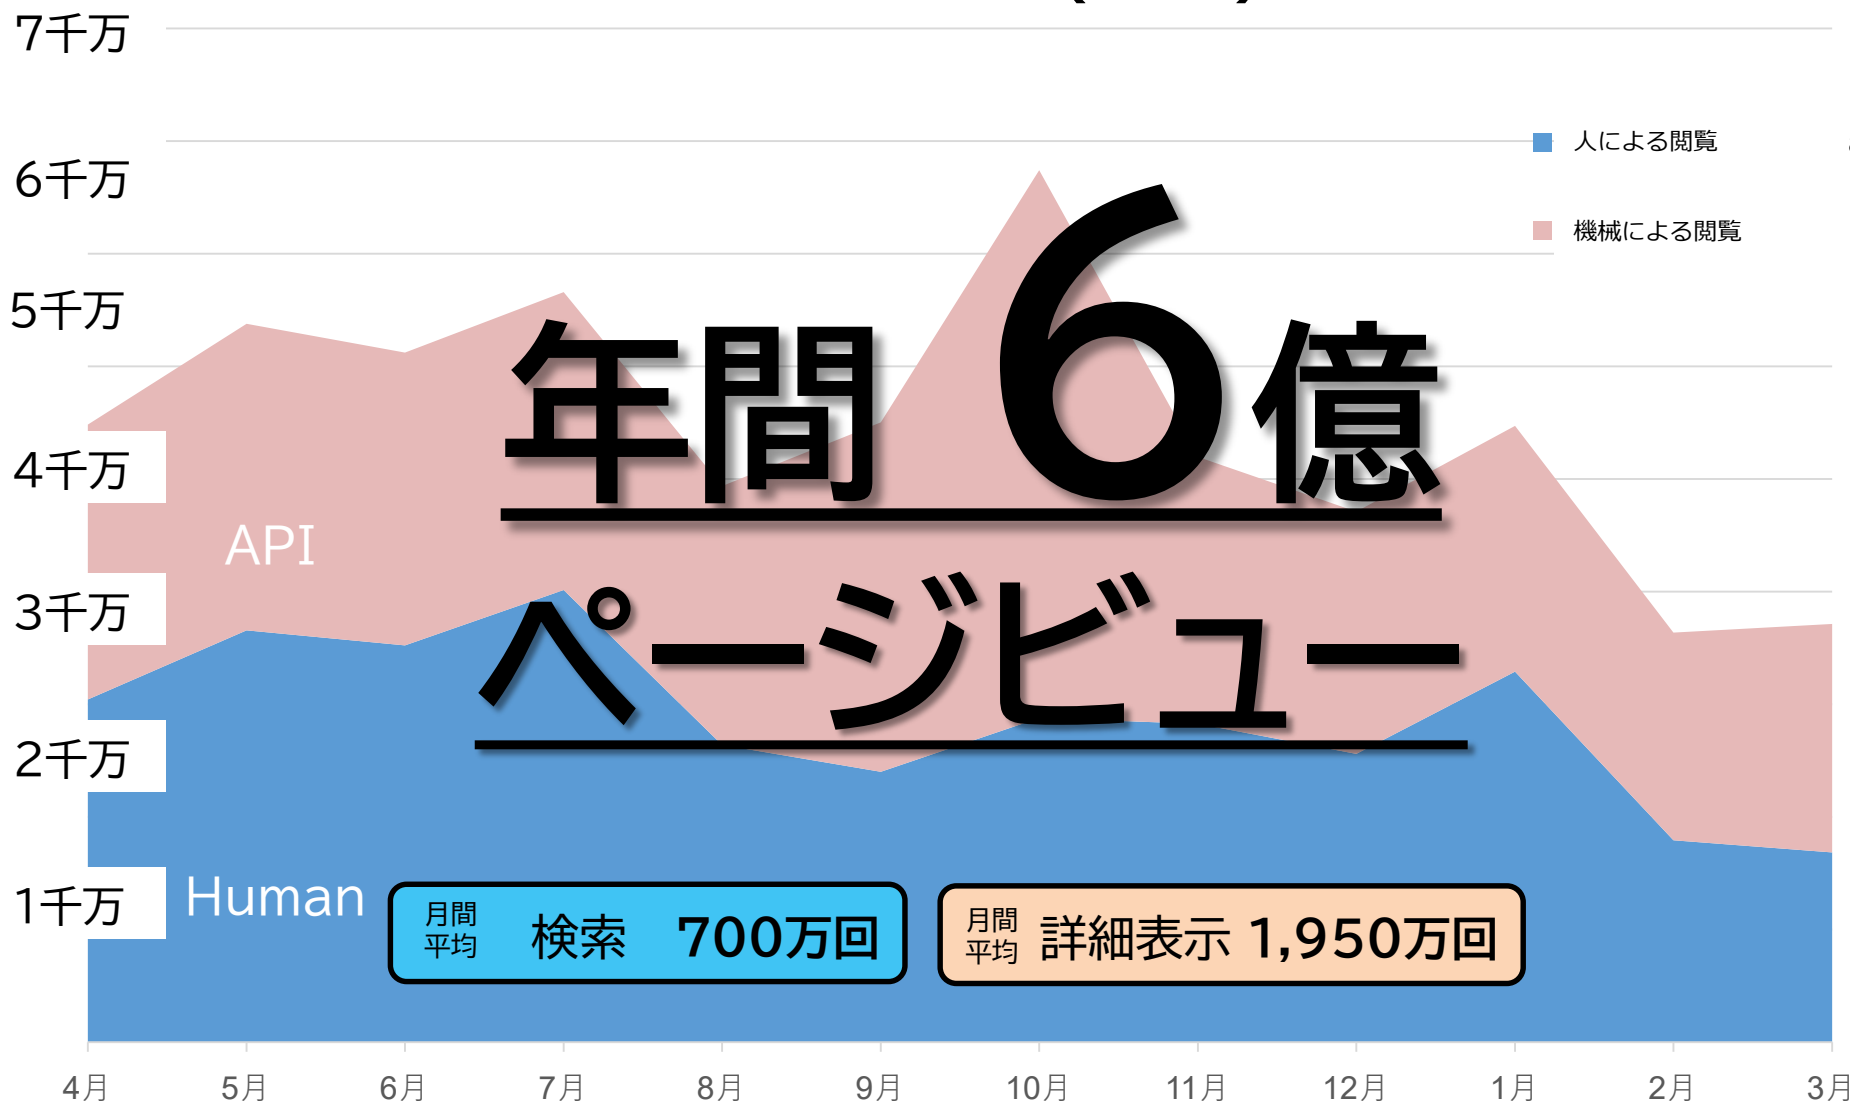 7千万
6千万
5千万
4千万
3千万
2千万
1千万
人による閲覧
機械による閲覧
年間 6億
ページビュー
API
Human
月間平均 検索 700万回
月間平均 詳細表示 1,950万回
4月 5月 6月 7月 8月 9月 10月 11月 12月 1月 2月 3月